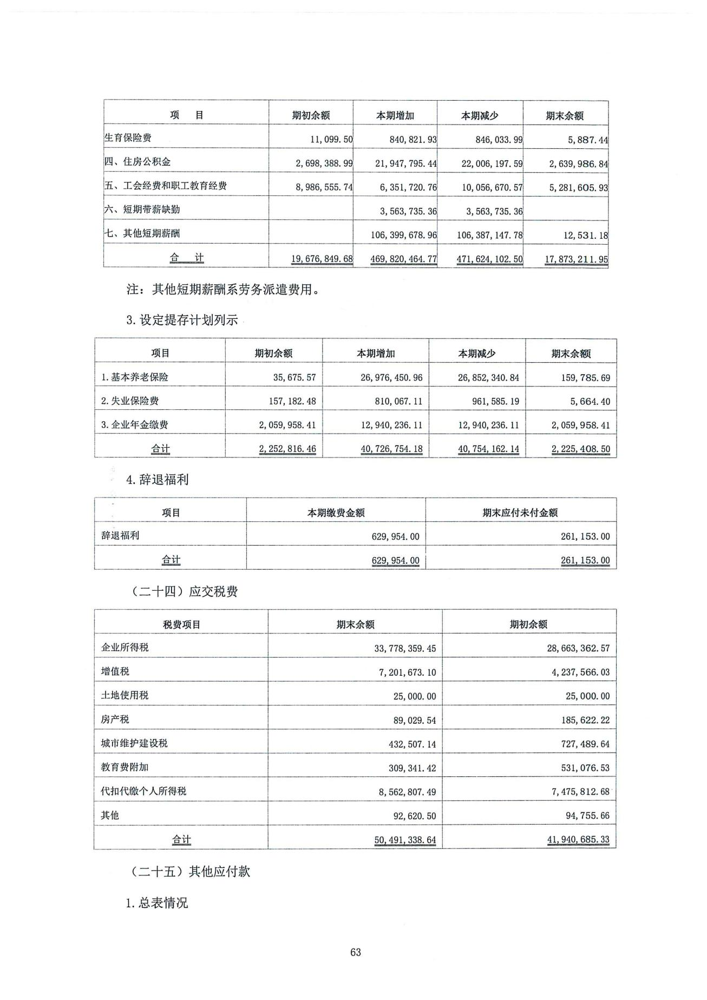 项　目 期初余额 本期增加 本期减少 期末余额
生育保险费 11,099.50 840,821.93 846,033.99 5,887.44
四、住房公积金 2,698,388.99 21,947,795.44 22,006,197.59 2,639,986.84
五、工会经费和职工教育经费 8,986,555.74 6,351,720.76 10,056,670.57 5,281,605.93
六、短期带薪缺勤 3,563,735.36 3,563,735.36
七、其他短期薪酬 106,399,678.96 106,387,147.78 12,531.18
合　计 19,676,849.68 469,820,464.77 471,624,102.50 17,873,211.95
注：其他短期薪酬系劳务派遣费用。
3.设定提存计划列示
项目 期初余额 本期增加 本期减少 期末余额
1.基本养老保险 35,675.57 26,976,450.96 26,852,340.84 159,785.69
2.失业保险费 157,182.48 810,067.11 961,585.19 5,664.40
3.企业年金缴费 2,059,958.41 12,940,236.11 12,940,236.11 2,059,958.41
合计 2,252,816.46 40,726,754.18 40,754,162.14 2,225,408.50
4.辞退福利
项目 本期缴费金额 期末应付未付金额
辞退福利 629,954.00 261,153.00
合计 629,954.00 261,153.00
（二十四）应交税费
税费项目 期末余额 期初余额
企业所得税 33,778,359.45 28,663,362.57
增值税 7,201,673.10 4,237,566.03
土地使用税 25,000.00 25,000.00
房产税 89,029.54 185,622.22
城市维护建设税 432,507.14 727,489.64
教育费附加 309,341.42 531,076.53
代扣代缴个人所得税 8,562,807.49 7,475,812.68
其他 92,620.50 94,755.66
合计 50,491,338.64 41,940,685.33
（二十五）其他应付款
1.总表情况
63